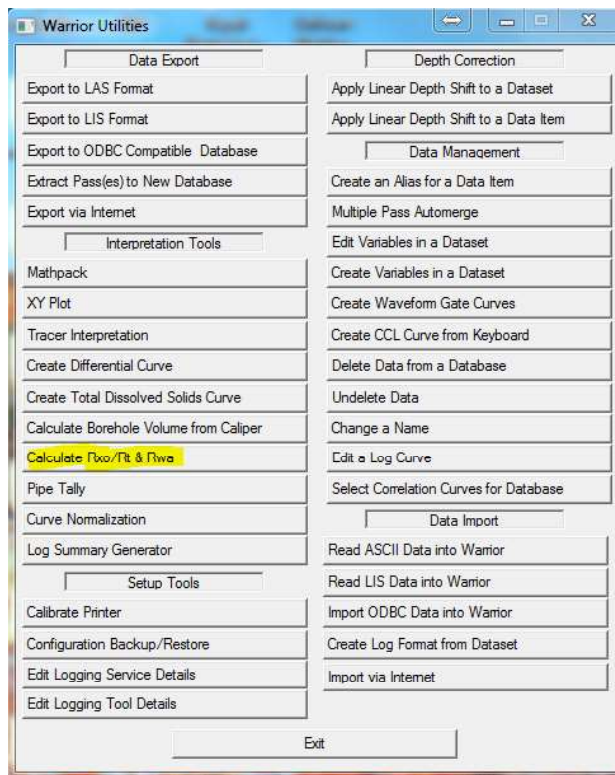 Warrior Utilities
Data Export
Export to LAS Format
Export to LIS Format
Export to ODBC Compatible Database
Extract Pass(es) to New Database
Export via Internet
Interpretation Tools
Mathpack
XY Plot
Tracer Interpretation
Create Differential Curve
Create Total Dissolved Solids Curve
Calculate Borehole Volume from Caliper
Calculate Rxo/Rt & Rwa
Pipe Tally
Curve Normalization
Log Summary Generator
Setup Tools
Calibrate Printer
Configuration Backup/Restore
Edit Logging Service Details
Edit Logging Tool Details
Depth Correction
Apply Linear Depth Shift to a Dataset
Apply Linear Depth Shift to a Data Item
Data Management
Create an Alias for a Data Item
Multiple Pass Automerge
Edit Variables in a Dataset
Create Variables in a Dataset
Create Waveform Gate Curves
Create CCL Curve from Keyboard
Delete Data from a Database
Undelete Data
Change a Name
Edit a Log Curve
Select Correlation Curves for Database
Data Import
Read ASCII Data into Warrior
Read LIS Data into Warrior
Import ODBC Data into Warrior
Create Log Format from Dataset
Import via Internet
Exit